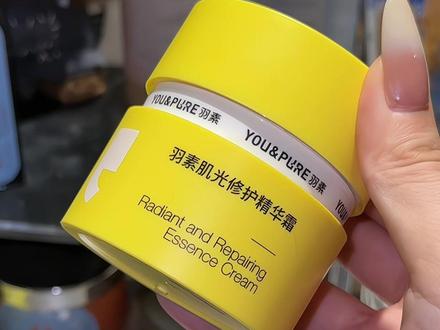 YOU&PURE 羽素
YOU&PURE 羽素
YOU&
羽素肌光修护精华霜
Radiant and Repairing
Essence Cream